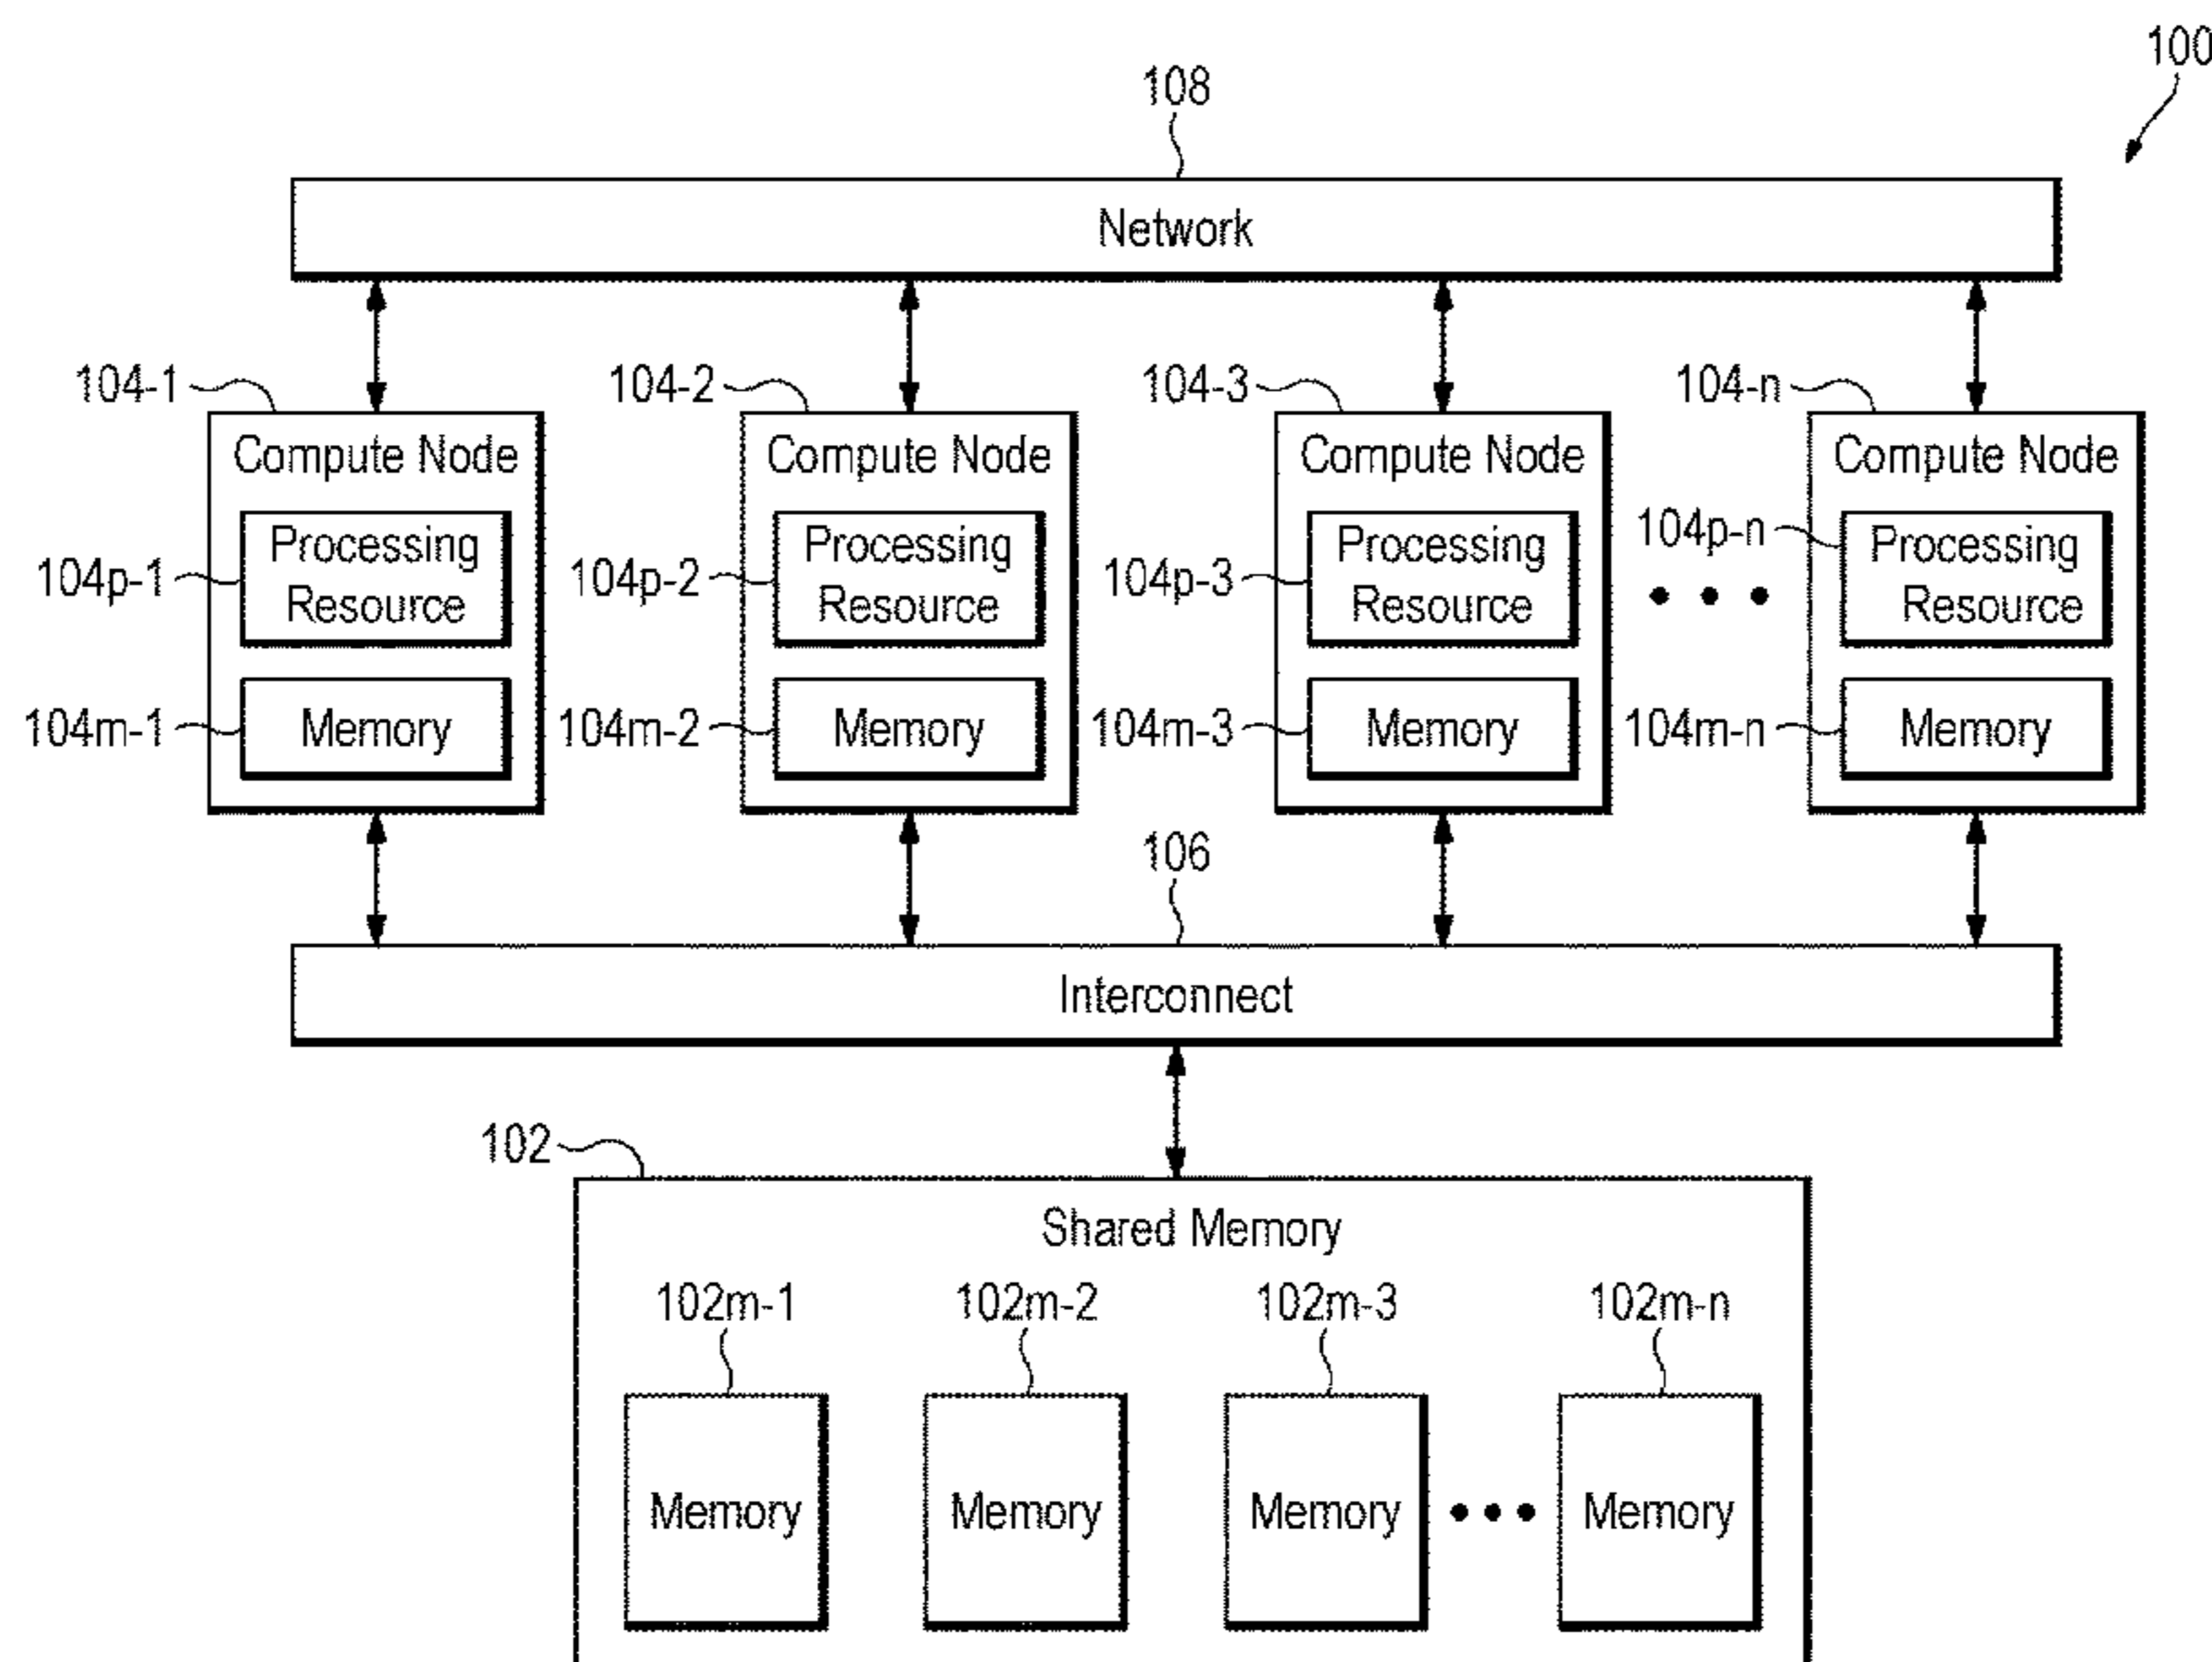 100
108
Network
104-1
104-2
104-3
104-n
Compute Node
Compute Node
Compute Node
Compute Node
104p-1
Processing
Resource
104p-2
Processing
Resource
104p-3
Processing
Resource
104p-n
Processing
Resource
104m-1
Memory
104m-2
Memory
104m-3
Memory
104m-n
Memory
106
Interconnect
102
Shared Memory
102m-1
102m-2
102m-3
102m-n
Memory
Memory
Memory
Memory